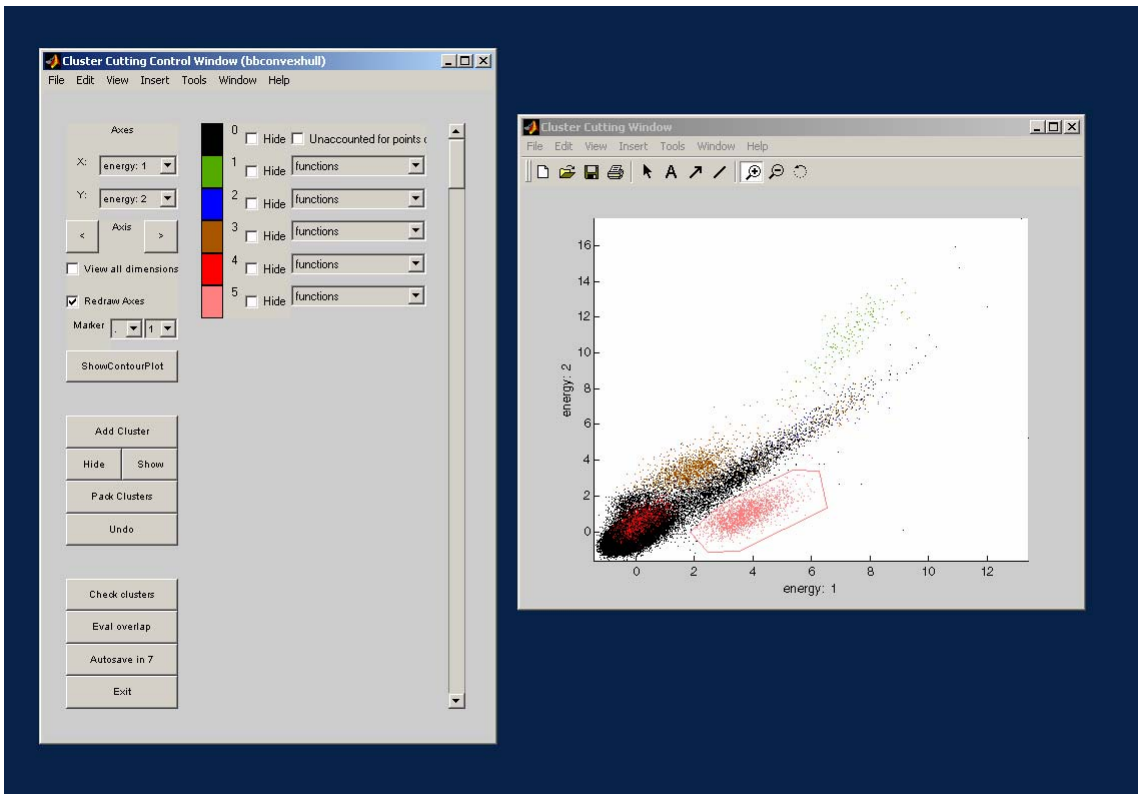 Cluster Cutting Control Window (bbconvexhull)
File Edit View Insert Tools Window Help
Axes
X: energy: 1
Y: energy: 2
< Axis >
View all dimensions
Redraw Axes
Marker . 1
ShowContourPlot
Add Cluster
Hide Show
Pack Clusters
Undo
Check clusters
Eval overlap
Autosave in 7
Exit
0 Hide Unaccounted for points
1 Hide functions
2 Hide functions
3 Hide functions
4 Hide functions
5 Hide functions
Cluster Cutting Window
File Edit View Insert Tools Window Help
A
energy: 2
16
14
12
10
8
6
4
2
0
0 2 4 6 8 10 12
energy: 1